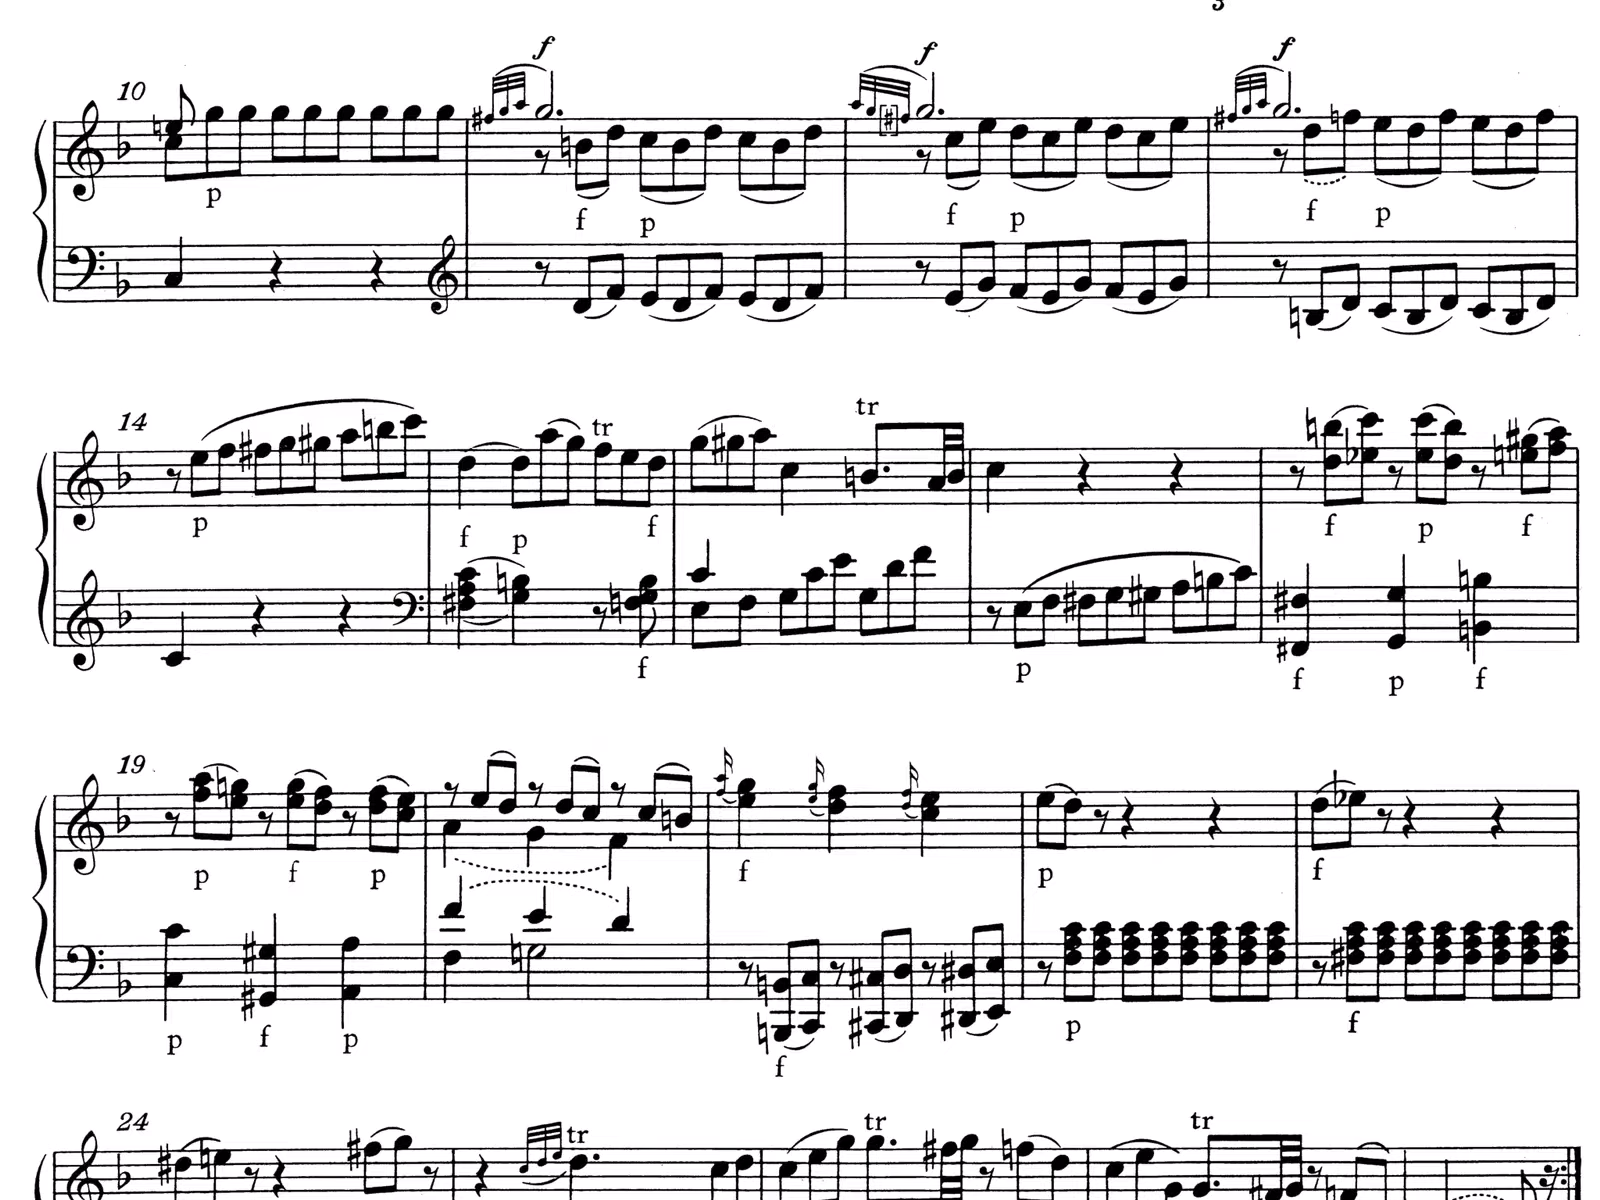 3
f f f
10
p f p f p f p
14
tr tr
p f p f f p f
f p f p f
19
p f p f p f
p f p f p f
24 tr tr tr